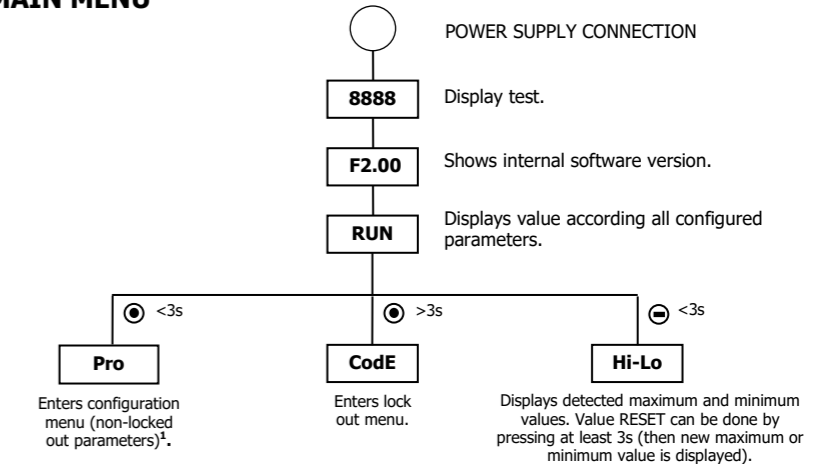 MAIN MENU
POWER SUPPLY CONNECTION
8888
Display test.
F2.00
Shows internal software version.
RUN
Displays value according all configured
parameters.
<3s
>3s
<3s
Pro
CodE
Hi-Lo
Enters configuration
menu (non-locked
out parameters)¹.
Enters lock
out menu.
Displays detected maximum and minimum
values. Value RESET can be done by
pressing at least 3s (then new maximum or
minimum value is displayed).